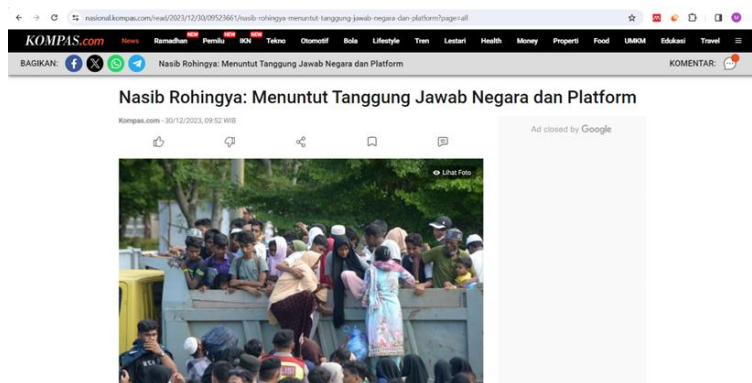 nasional.kompas.com/read/2023/12/30/09523661/nasib-rohingya-menuntut-tanggung-jawab-negara-dan-platform?page=all
KOMPAS.com News Ramadhan NEW Pemilu NEW IKN NEW Tekno Otomotif Bola Lifestyle Tren Lestari Health Money Properti Food UMKM Edukasi Travel
BAGIKAN: Nasib Rohingya: Menuntut Tanggung Jawab Negara dan Platform KOMENTAR:
Nasib Rohingya: Menuntut Tanggung Jawab Negara dan Platform
Kompas.com - 30/12/2023, 09:52 WIB
Ad closed by Google
Lihat Foto